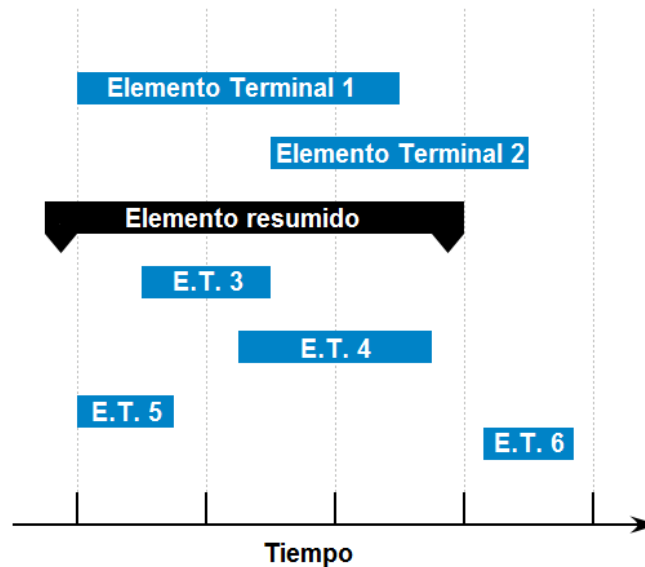 Elemento Terminal 1
Elemento Terminal 2
Elemento resumido
E.T. 3
E.T. 4
E.T. 5
E.T. 6
Tiempo